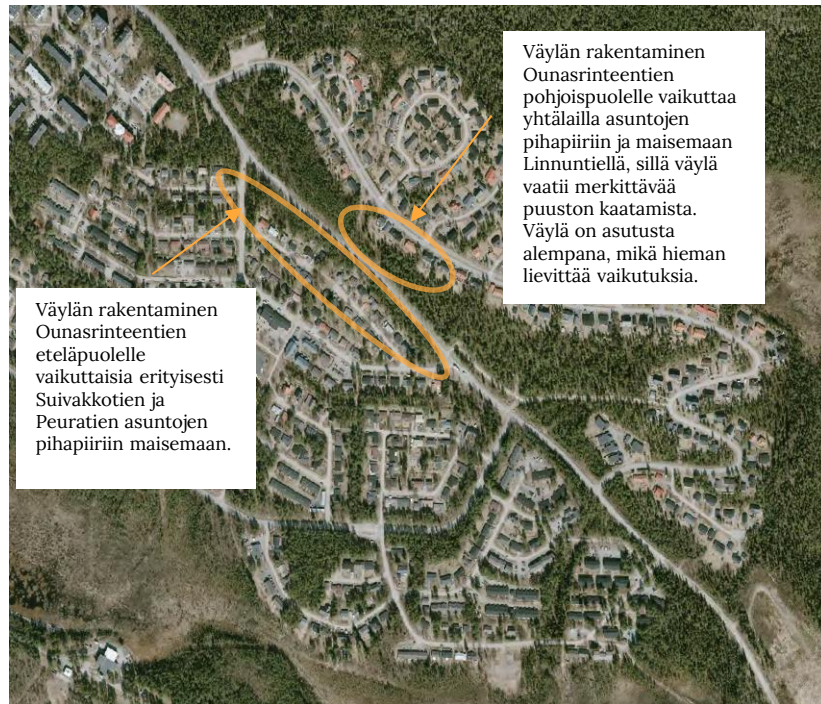 Väylän rakentaminen
Ounasrinteentien
pohjoispuolelle vaikuttaa
yhtälailla asuntojen
pihapiiriin ja maisemaan
Linnuntiellä, sillä väylä
vaatii merkittävää
puuston kaatamista.
Väylä on asutusta
alempana, mikä hieman
lievittää vaikutuksia.
Väylän rakentaminen
Ounasrinteentien
eteläpuolelle
vaikuttaisia erityisesti
Suivakkotien ja
Peuratien asuntojen
pihapiiriin maisemaan.